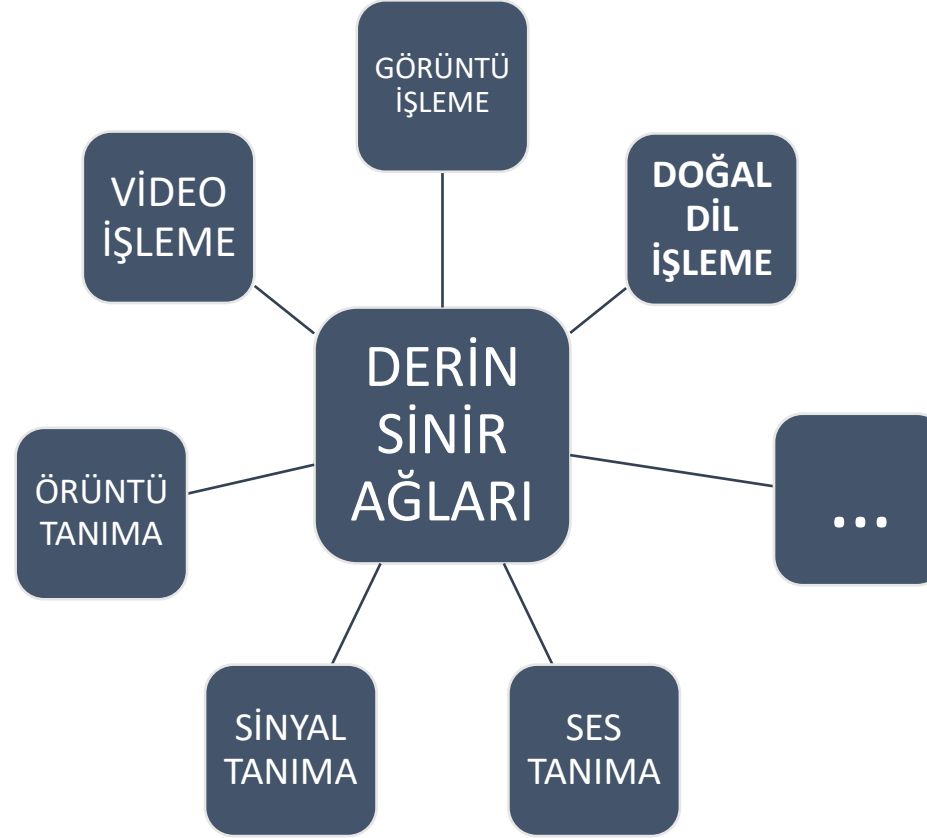 GÖRÜNTÜ
İŞLEME
VİDEO
İŞLEME
DOĞAL
DİL
İŞLEME
DERİN
SİNİR
AĞLARI
ÖRÜNTÜ
TANIMA
...
SİNYAL
TANIMA
SES
TANIMA